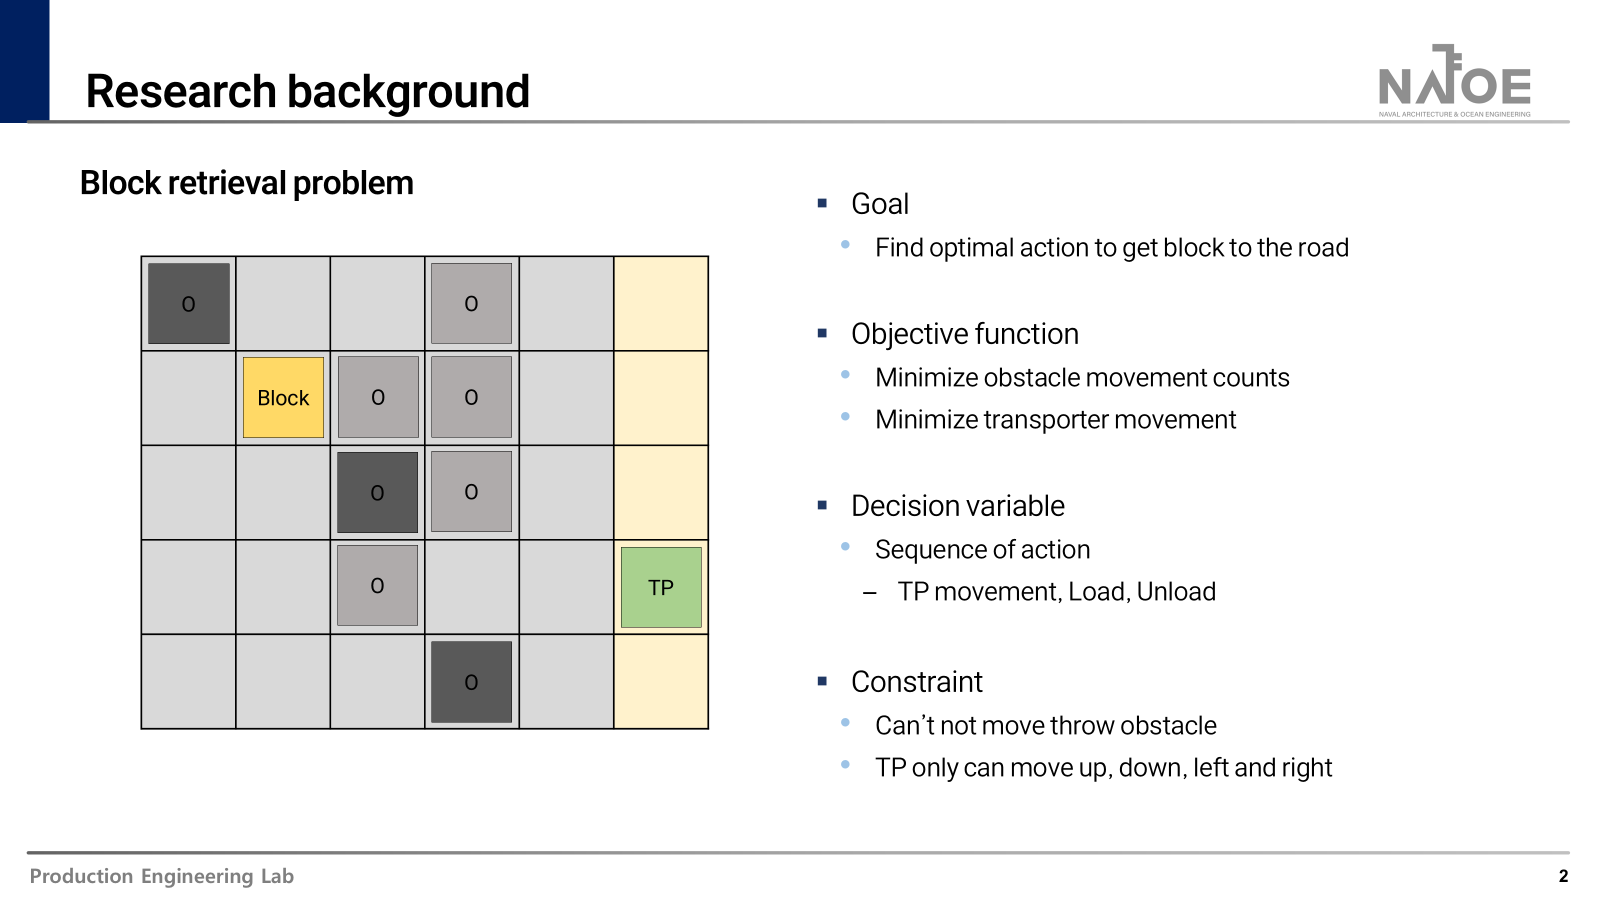 Research background
NATOE
NAVAL ARCHITECTURE & OCEAN ENGINEERING
Block retrieval problem
O
O
Block
O
O
O
O
O
TP
O
▪ Goal
• Find optimal action to get block to the road
▪ Objective function
• Minimize obstacle movement counts
• Minimize transporter movement
▪ Decision variable
• Sequence of action
– TP movement, Load, Unload
▪ Constraint
• Can’t not move throw obstacle
• TP only can move up, down, left and right
Production Engineering Lab
2